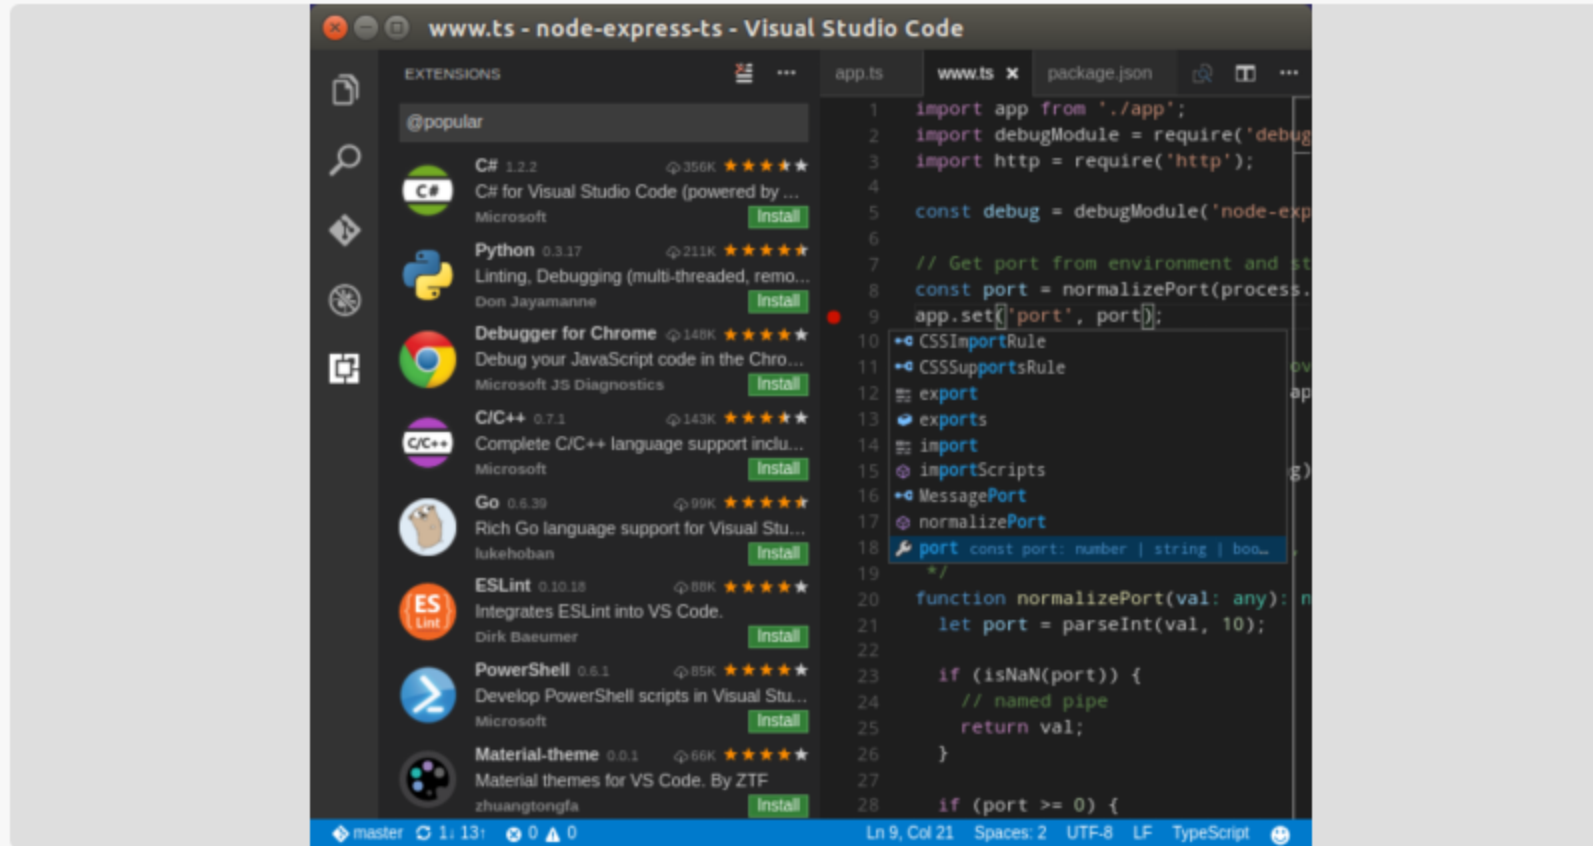 www.ts - node-express-ts - Visual Studio Code
EXTENSIONS
@popular
C# 1.2.2 356K
C# for Visual Studio Code (powered by ...
Microsoft Install
Python 0.3.17 211K
Linting, Debugging (multi-threaded, remo...
Don Jayamanne Install
Debugger for Chrome 148K
Debug your JavaScript code in the Chro...
Microsoft JS Diagnostics Install
C/C++ 0.7.1 143K
C/C++
Complete C/C++ language support inclu...
Microsoft Install
Go 0.6.39 99K
Rich Go language support for Visual Stu...
lukehoban Install
ESLint 0.10.18 88K
ES
Lint
Integrates ESLint into VS Code.
Dirk Baeumer Install
PowerShell 0.6.1 85K
Develop PowerShell scripts in Visual Stu...
Microsoft Install
Material-theme 0.0.1 66K
Material themes for VS Code. By ZTF
zhuangtongfa Install
app.ts www.ts package.json
1 import app from './app';
2 import debugModule = require('debug
3 import http = require('http');
4
5 const debug = debugModule('node-exp
6
7 // Get port from environment and st
8 const port = normalizePort(process.
9 app.set('port', port);
10 CSSImportRule
11 CSSSupportsRule
12 export
13 exports
14 import
15 importScripts
16 MessagePort
17 normalizePort
18 port const port: number | string | boo...
19 */
20 function normalizePort(val: any): n
21 let port = parseInt(val, 10);
22
23 if (isNaN(port)) {
24 // named pipe
25 return val;
26 }
27
28 if (port >= 0) {
master 1↓ 13↑ 0 0 Ln 9, Col 21 Spaces: 2 UTF-8 LF TypeScript